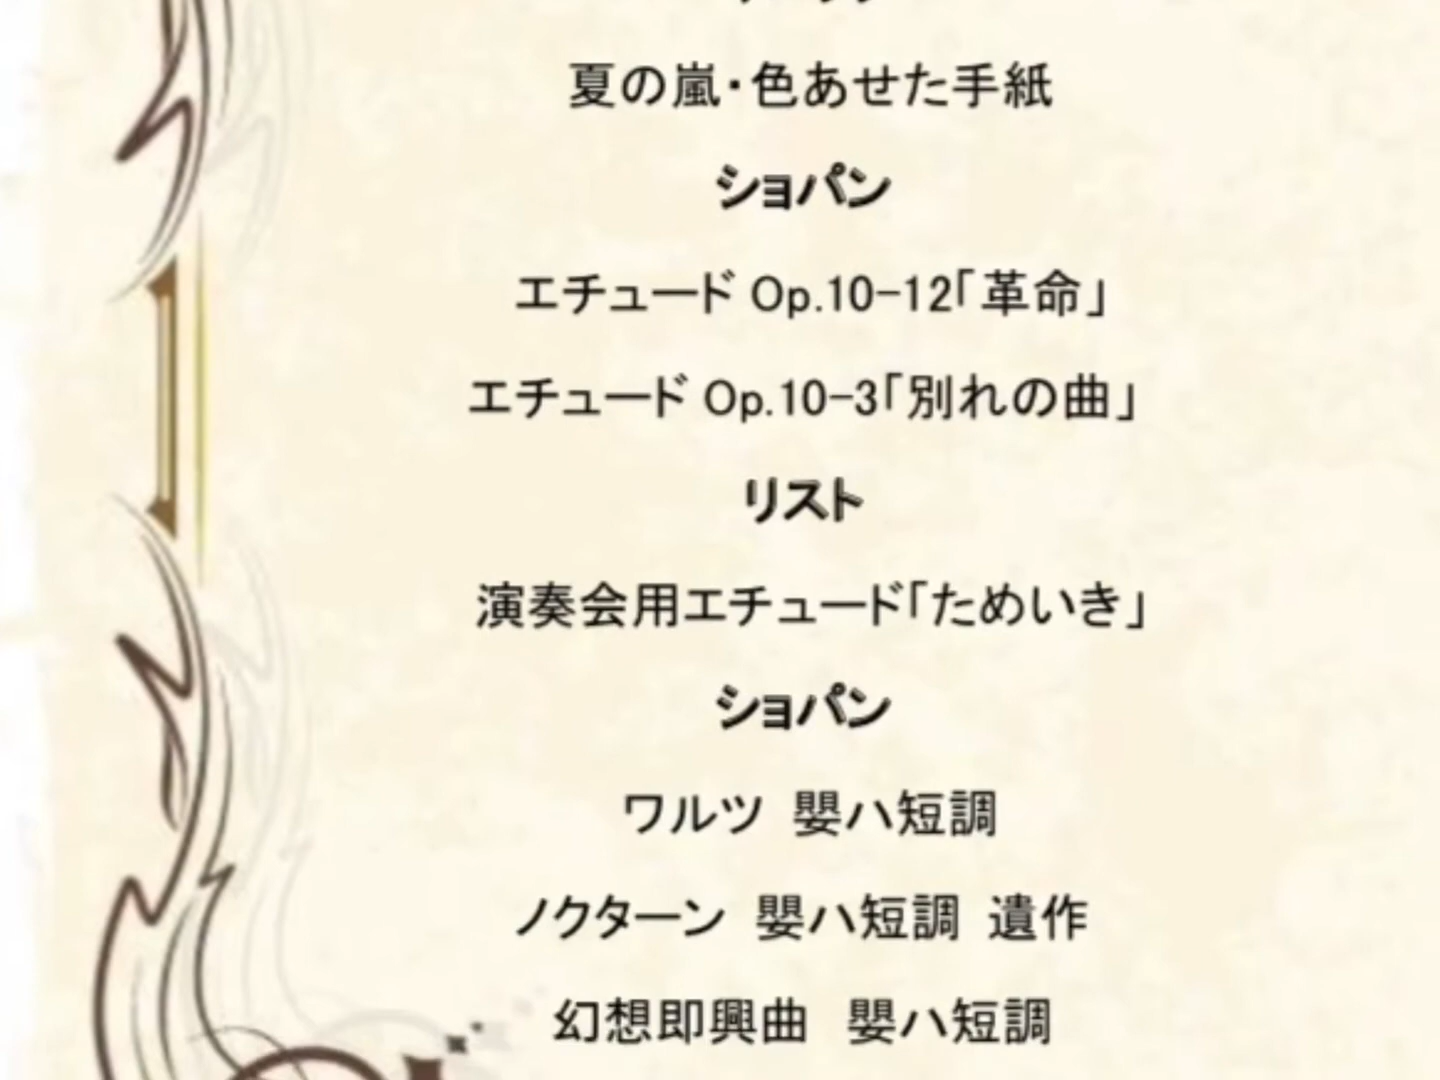 夏の嵐・色あせた手紙
ショパン
エチュード Op.10-12「革命」
エチュード Op.10-3「別れの曲」
リスト
演奏会用エチュード「ためいき」
ショパン
ワルツ 嬰ハ短調
ノクターン 嬰ハ短調 遺作
幻想即興曲 嬰ハ短調